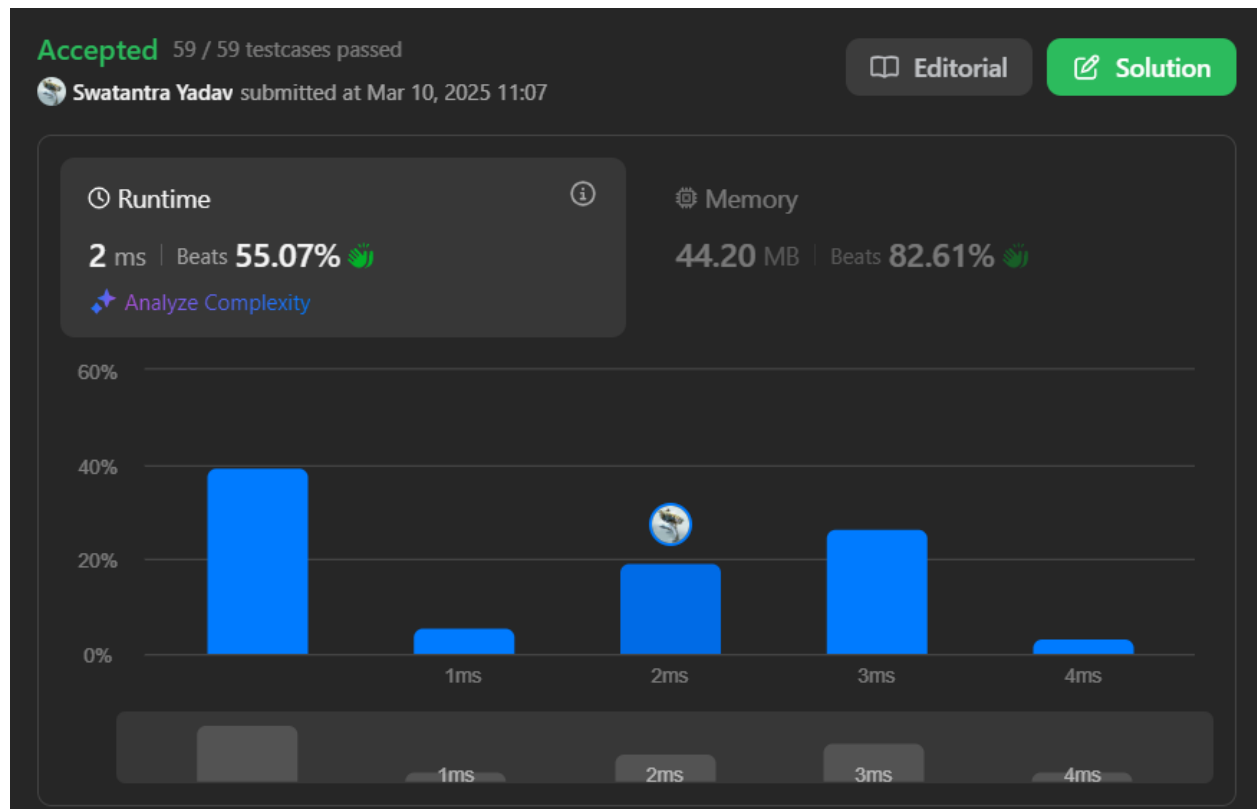 Accepted 59 / 59 testcases passed
Editorial
Solution
Swatantra Yadav submitted at Mar 10, 2025 11:07
Runtime
2 ms | Beats 55.07%
Analyze Complexity
Memory
44.20 MB | Beats 82.61%
60%
40%
20%
0%
1ms 2ms 3ms 4ms
1ms 2ms 3ms 4ms